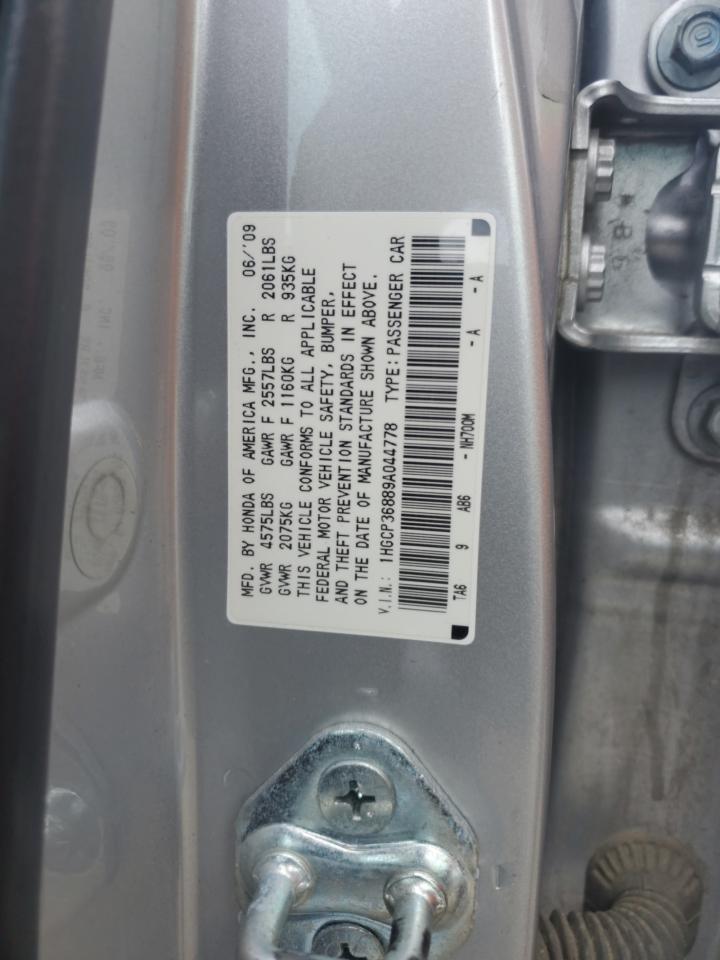 MFD. BY HONDA OF AMERICA MFG., INC. 06/'09
GVWR 4575LBS GAWR F 2557LBS R 2061LBS
GVWR 2075KG GAWR F 1160KG R 935KG
THIS VEHICLE CONFORMS TO ALL APPLICABLE
FEDERAL MOTOR VEHICLE SAFETY, BUMPER,
AND THEFT PREVENTION STANDARDS IN EFFECT
ON THE DATE OF MANUFACTURE SHOWN ABOVE.
V.I.N.: 1HGCP36889A044778 TYPE:PASSENGER CAR
TA6 9 AB6 -NH700M -A -A
10